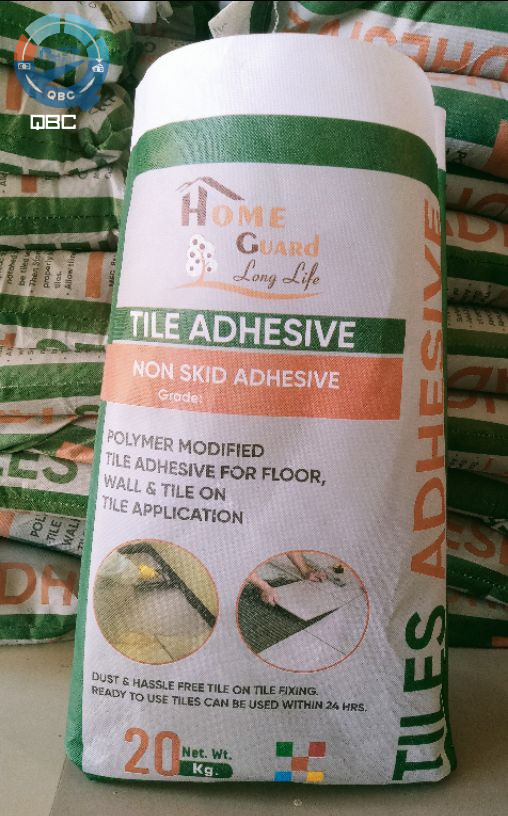 QBC
QBC
HOME
GUARD
Long Life
TILE ADHESIVE
NON SKID ADHESIVE
Grade:
POLYMER MODIFIED
TILE ADHESIVE FOR FLOOR,
WALL & TILE ON
TILE APPLICATION
DUST & HASSLE FREE TILE ON TILE FIXING.
READY TO USE TILES CAN BE USED WITHIN 24 HRS.
20 Net. Wt.
Kg.
TILES ADHESIVE